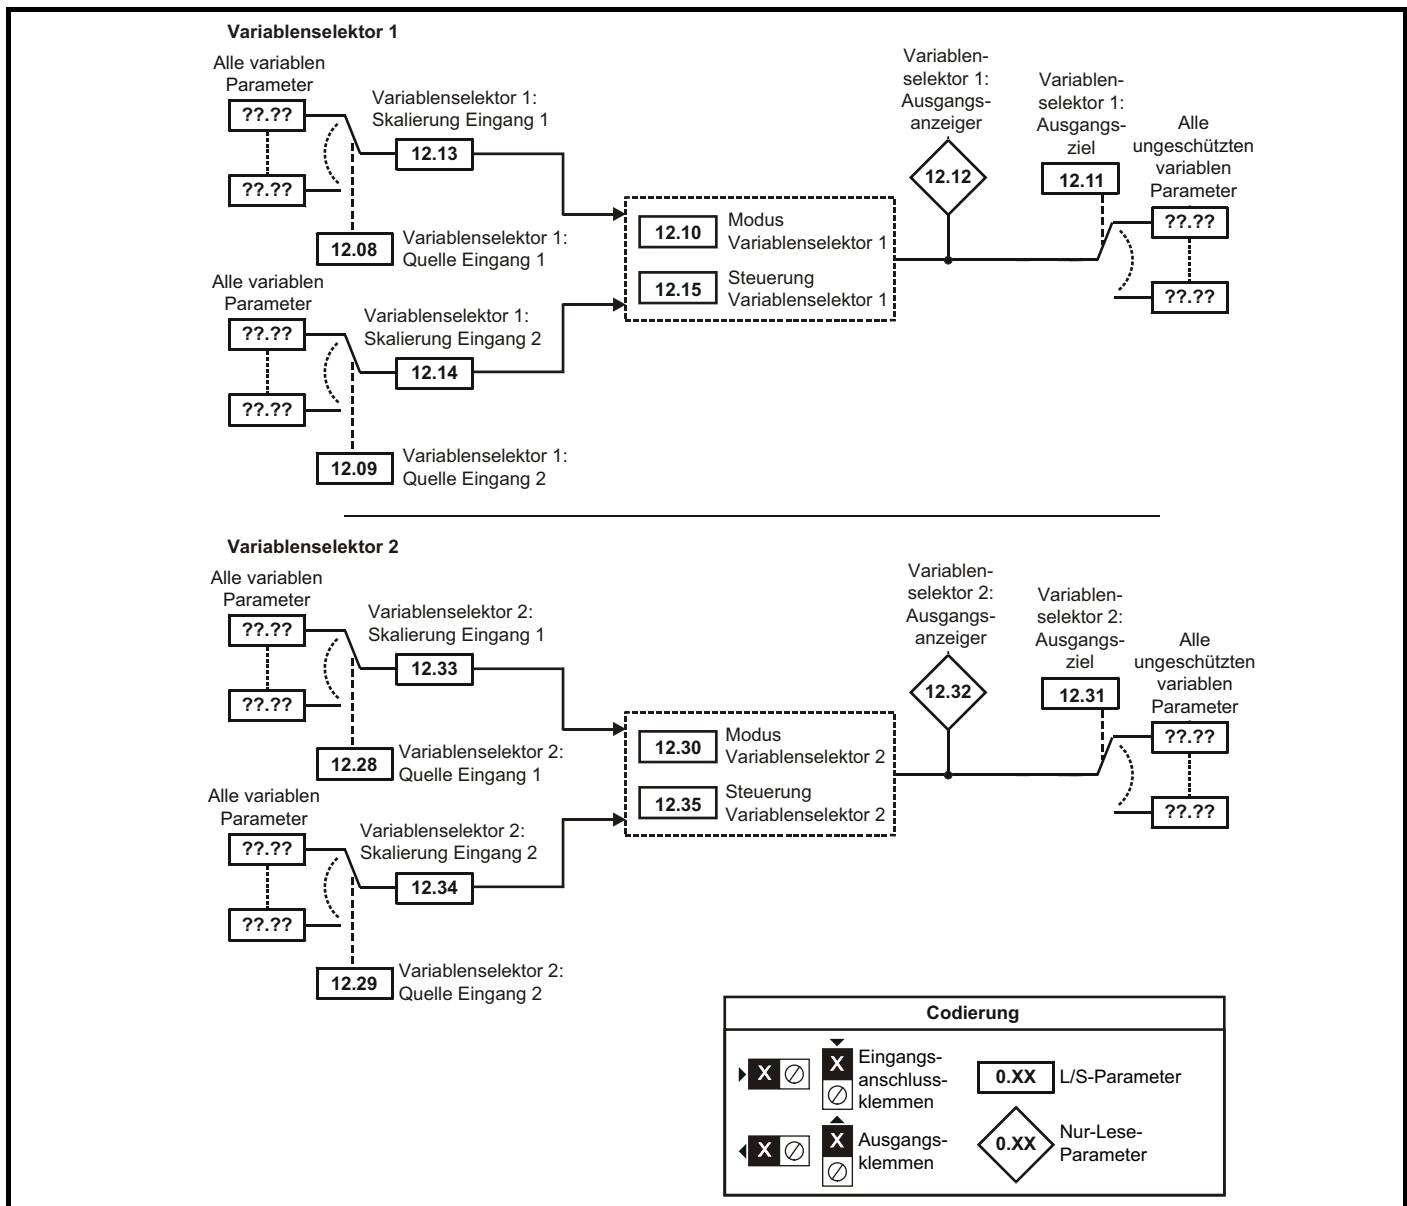 Variablenselektor 1
Alle variablen
Parameter
??.??
??.??
Variablenselektor 1:
Skalierung Eingang 1
12.13
12.08
Variablenselektor 1:
Quelle Eingang 1
Alle variablen
Parameter
??.??
??.??
Variablenselektor 1:
Skalierung Eingang 2
12.14
12.09
Variablenselektor 1:
Quelle Eingang 2
12.10
Modus
Variablenselektor 1
12.15
Steuerung
Variablenselektor 1
Variablen-
selektor 1:
Ausgangs-
anzeiger
12.12
Variablen-
selektor 1:
Ausgangs-
ziel
12.11
Alle
ungeschützten
variablen
Parameter
??.??
??.??
Variablenselektor 2
Alle variablen
Parameter
??.??
??.??
Variablenselektor 2:
Skalierung Eingang 1
12.33
12.28
Variablenselektor 2:
Quelle Eingang 1
Alle variablen
Parameter
??.??
??.??
Variablenselektor 2:
Skalierung Eingang 2
12.34
12.29
Variablenselektor 2:
Quelle Eingang 2
12.30
Modus
Variablenselektor 2
12.35
Steuerung
Variablenselektor 2
Variablen-
selektor 2:
Ausgangs-
anzeiger
12.32
Variablen-
selektor 2:
Ausgangs-
ziel
12.31
Alle
ungeschützten
variablen
Parameter
??.??
??.??
Codierung
X
X
Eingangs-
anschluss-
klemmen
0.XX
L/S-Parameter
X
X
Ausgangs-
klemmen
0.XX
Nur-Lese-
Parameter